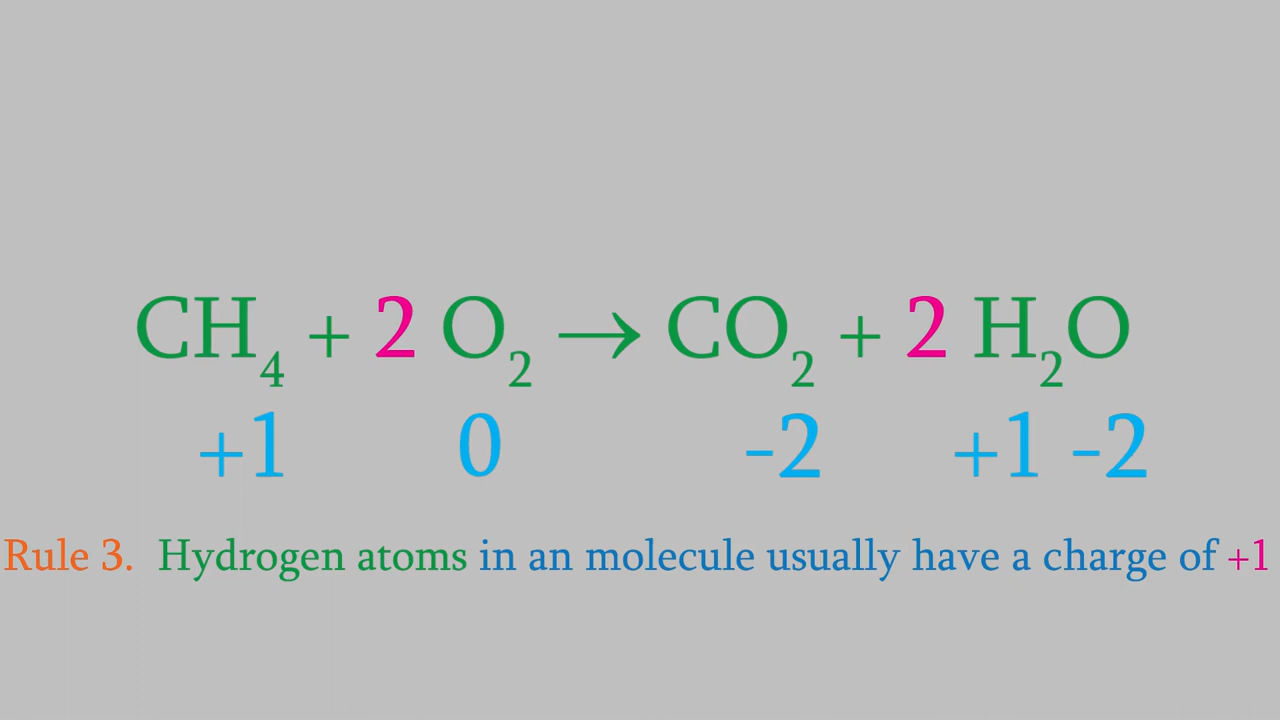 CH₄ + 2 O₂ → CO₂ + 2 H₂O
+1 0 -2 +1 -2
Rule 3. Hydrogen atoms in an molecule usually have a charge of +1